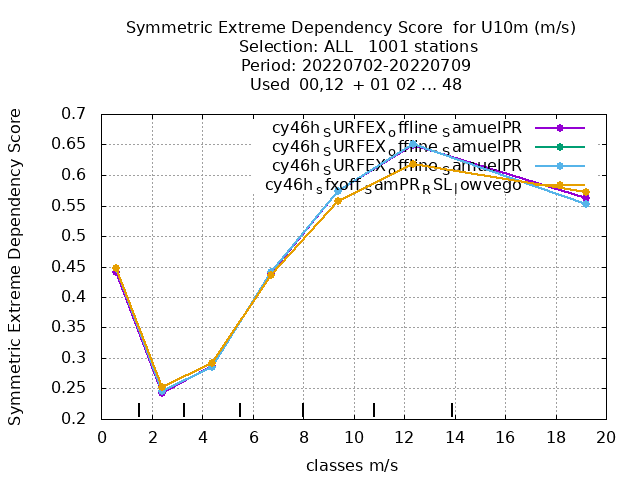 Symmetric Extreme Dependency Score for U10m (m/s)
Selection: ALL 1001 stations
Period: 20220702-20220709
Used 00,12 + 01 02 ... 48
Symmetric Extreme Dependency Score
0.7
0.65
0.6
0.55
0.5
0.45
0.4
0.35
0.3
0.25
0.2
cy46h_SURFEX_offline_SamuelPR
cy46h_SURFEX_offline_SamuelPR
cy46h_SURFEX_offline_SamuelPR
cy46h_sfxoff_SamPR_RSL_lowvego
0 2 4 6 8 10 12 14 16 18 20
classes m/s